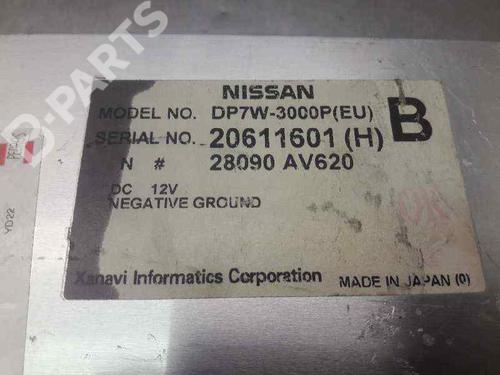 B-PARTS
NISSAN
MODEL NO. DP7W-3000P(EU)
B
SERIAL NO. 20611601 (H)
N # 28090 AV620
DC 12V
NEGATIVE GROUND
Xanavi Informatics Corporation
MADE IN JAPAN (0)
YD22